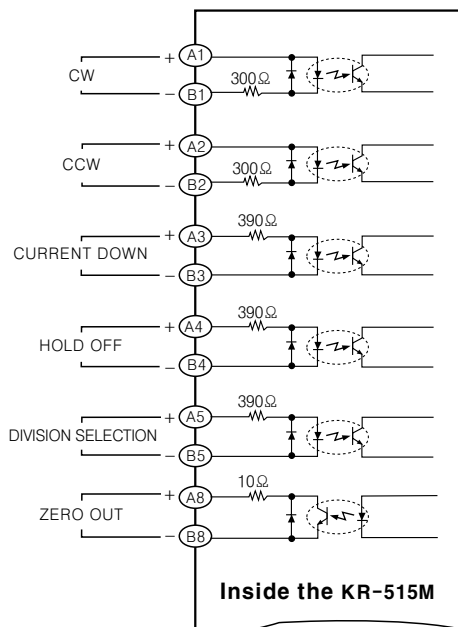 CW
+ A1
300Ω
− B1
CCW
+ A2
300Ω
− B2
CURRENT DOWN
390Ω
+ A3
− B3
HOLD OFF
390Ω
+ A4
− B4
DIVISION SELECTION
390Ω
+ A5
− B5
ZERO OUT
10Ω
+ A8
− B8
Inside the KR-515M